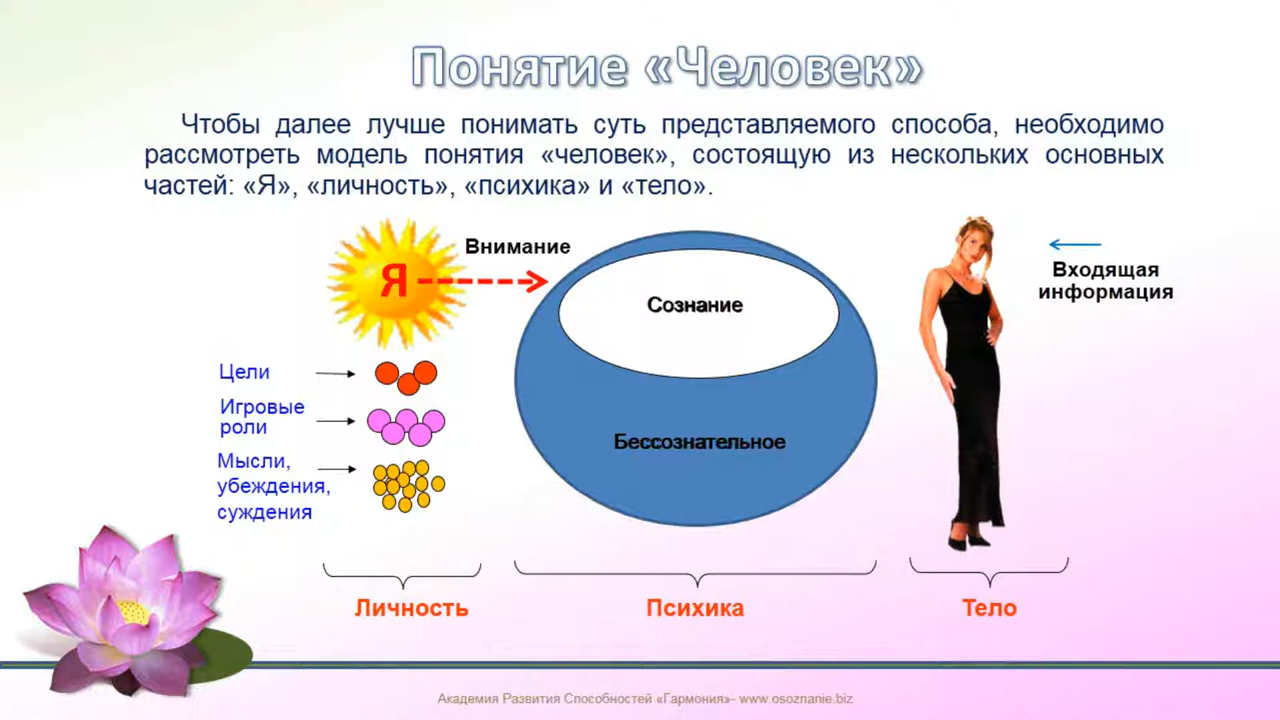 Понятие «Человек»
Чтобы далее лучше понимать суть представляемого способа, необходимо
рассмотреть модель понятия «человек», состоящую из нескольких основных
частей: «Я», «личность», «психика» и «тело».
Внимание
Я
Сознание
Входящая
информация
Цели
Игровые
роли
Бессознательное
Мысли,
убеждения,
суждения
Личность
Психика
Тело
Академия Развития Способностей «Гармония»- www.osoznanie.biz